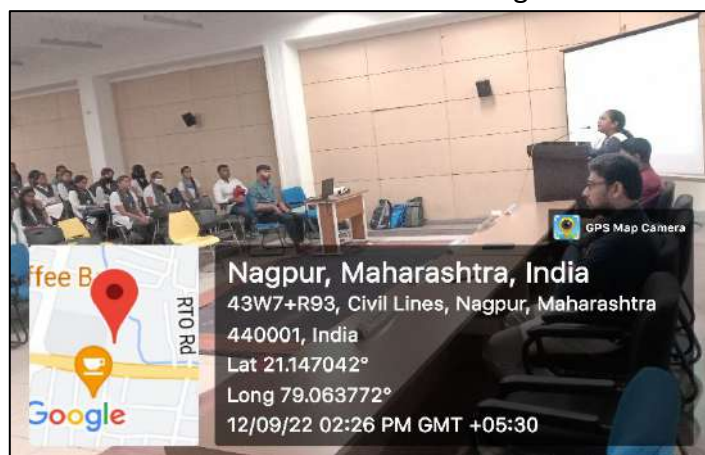 GPS Map Camera
ffee B
RTO Rd
Google
Nagpur, Maharashtra, India
43W7+R93, Civil Lines, Nagpur, Maharashtra
440001, India
Lat 21.147042°
Long 79.063772°
12/09/22 02:26 PM GMT +05:30